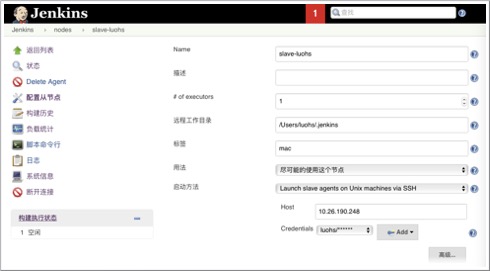 Jenkins
1
查找
Jenkins nodes slave-luohs
返回列表
状态
Delete Agent
配置从节点
构建历史
负载统计
脚本命令行
日志
系统信息
断开连接
构建执行状态
1 空闲
Name slave-luohs
描述
# of executors 1
远程工作目录 /Users/luohs/.jenkins
标签 mac
用法 尽可能的使用这个节点
启动方法 Launch slave agents on Unix machines via SSH
Host 10.26.190.248
Credentials luohs/****** Add
高级...